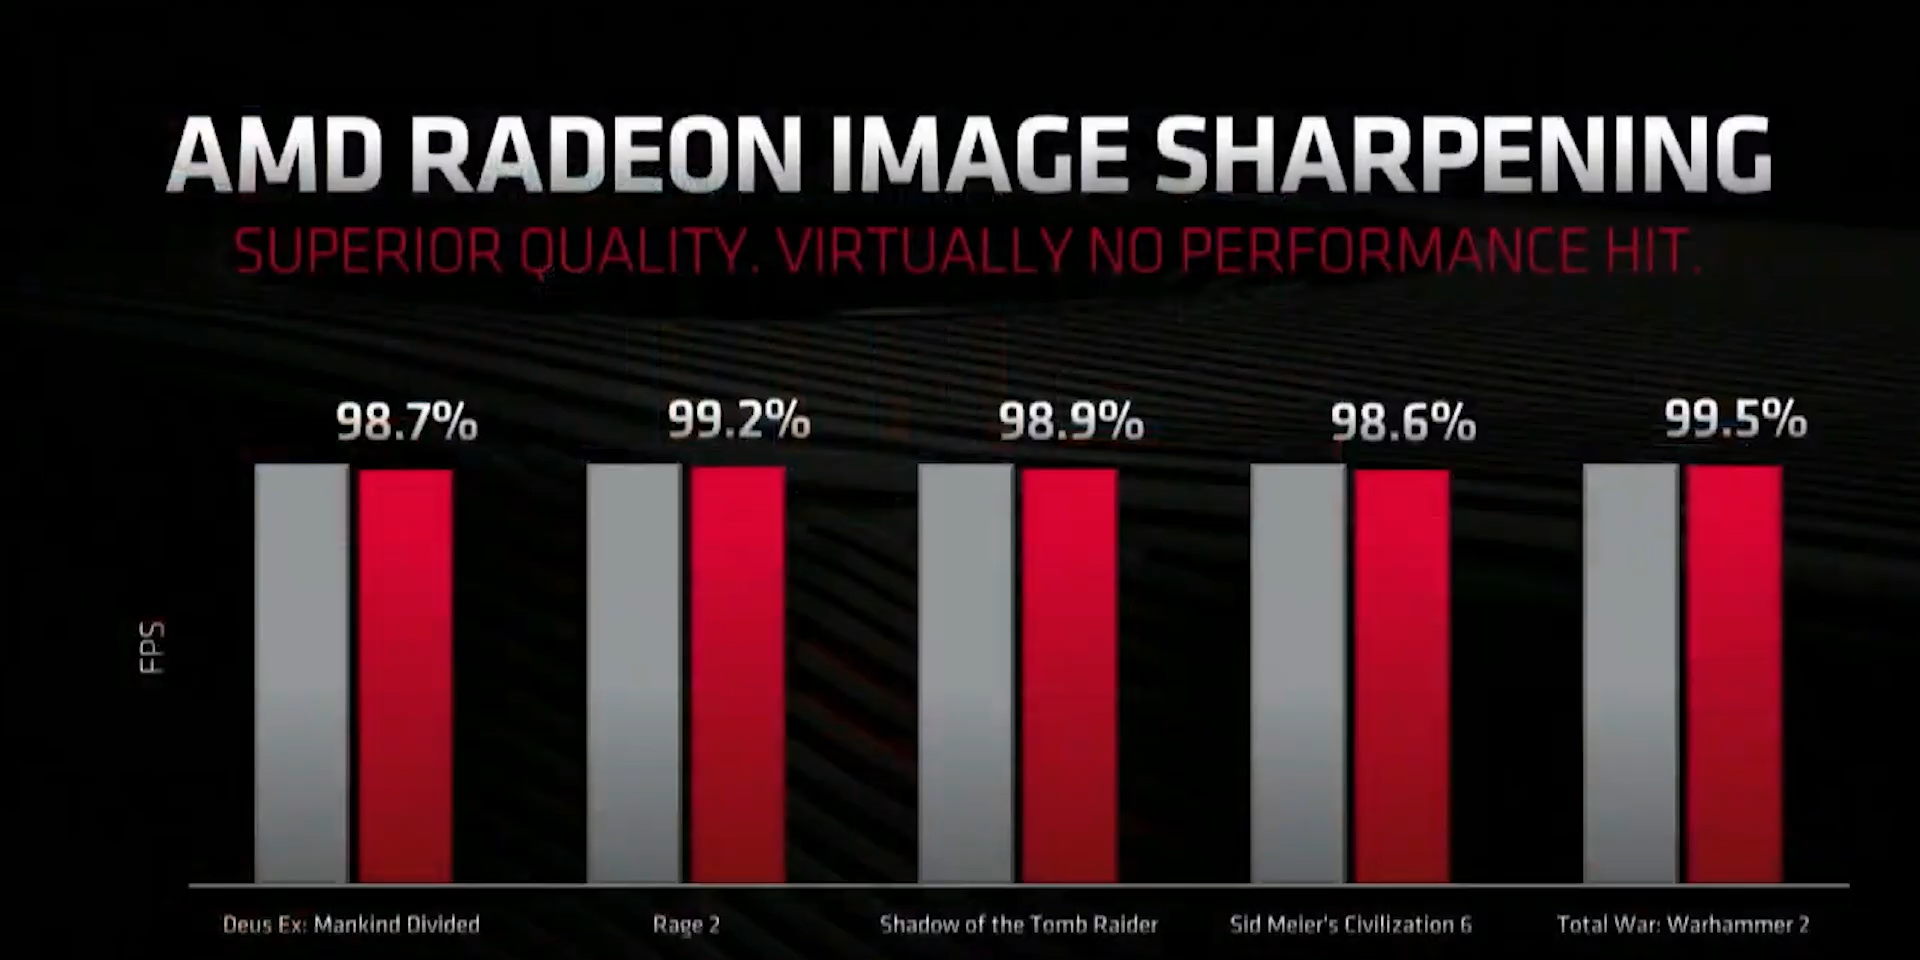 AMD RADEON IMAGE SHARPENING
SUPERIOR QUALITY. VIRTUALLY NO PERFORMANCE HIT.
98.7% 99.2% 98.9% 98.6% 99.5%
FPS
Deus Ex: Mankind Divided Rage 2 Shadow of the Tomb Raider Sid Meier's Civilization 6 Total War: Warhammer 2